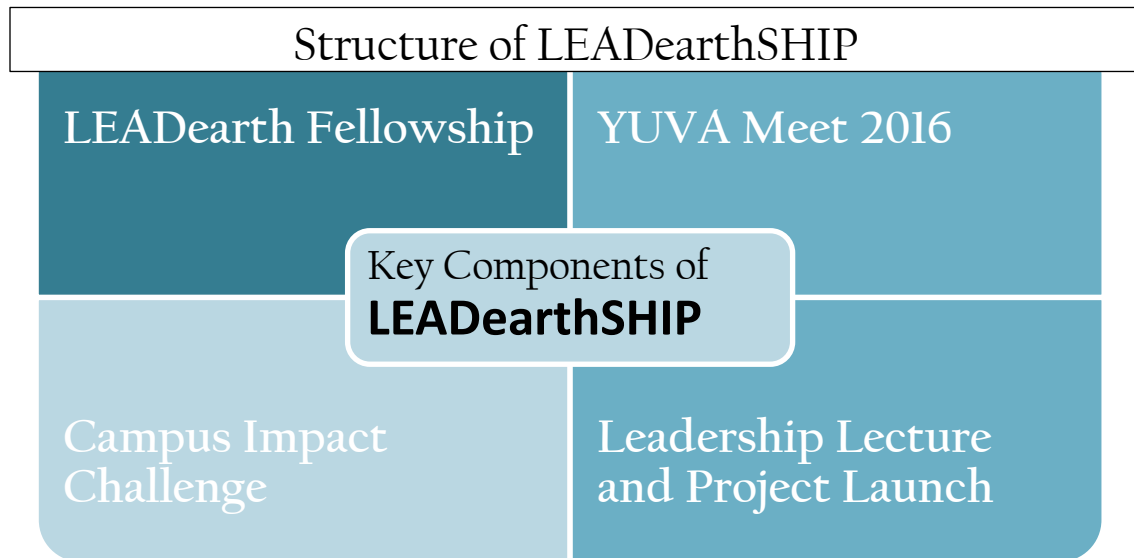 Structure of LEADearthSHIP
LEADearth Fellowship
YUVA Meet 2016
Key Components of
LEADearthSHIP
Campus Impact
Challenge
Leadership Lecture
and Project Launch